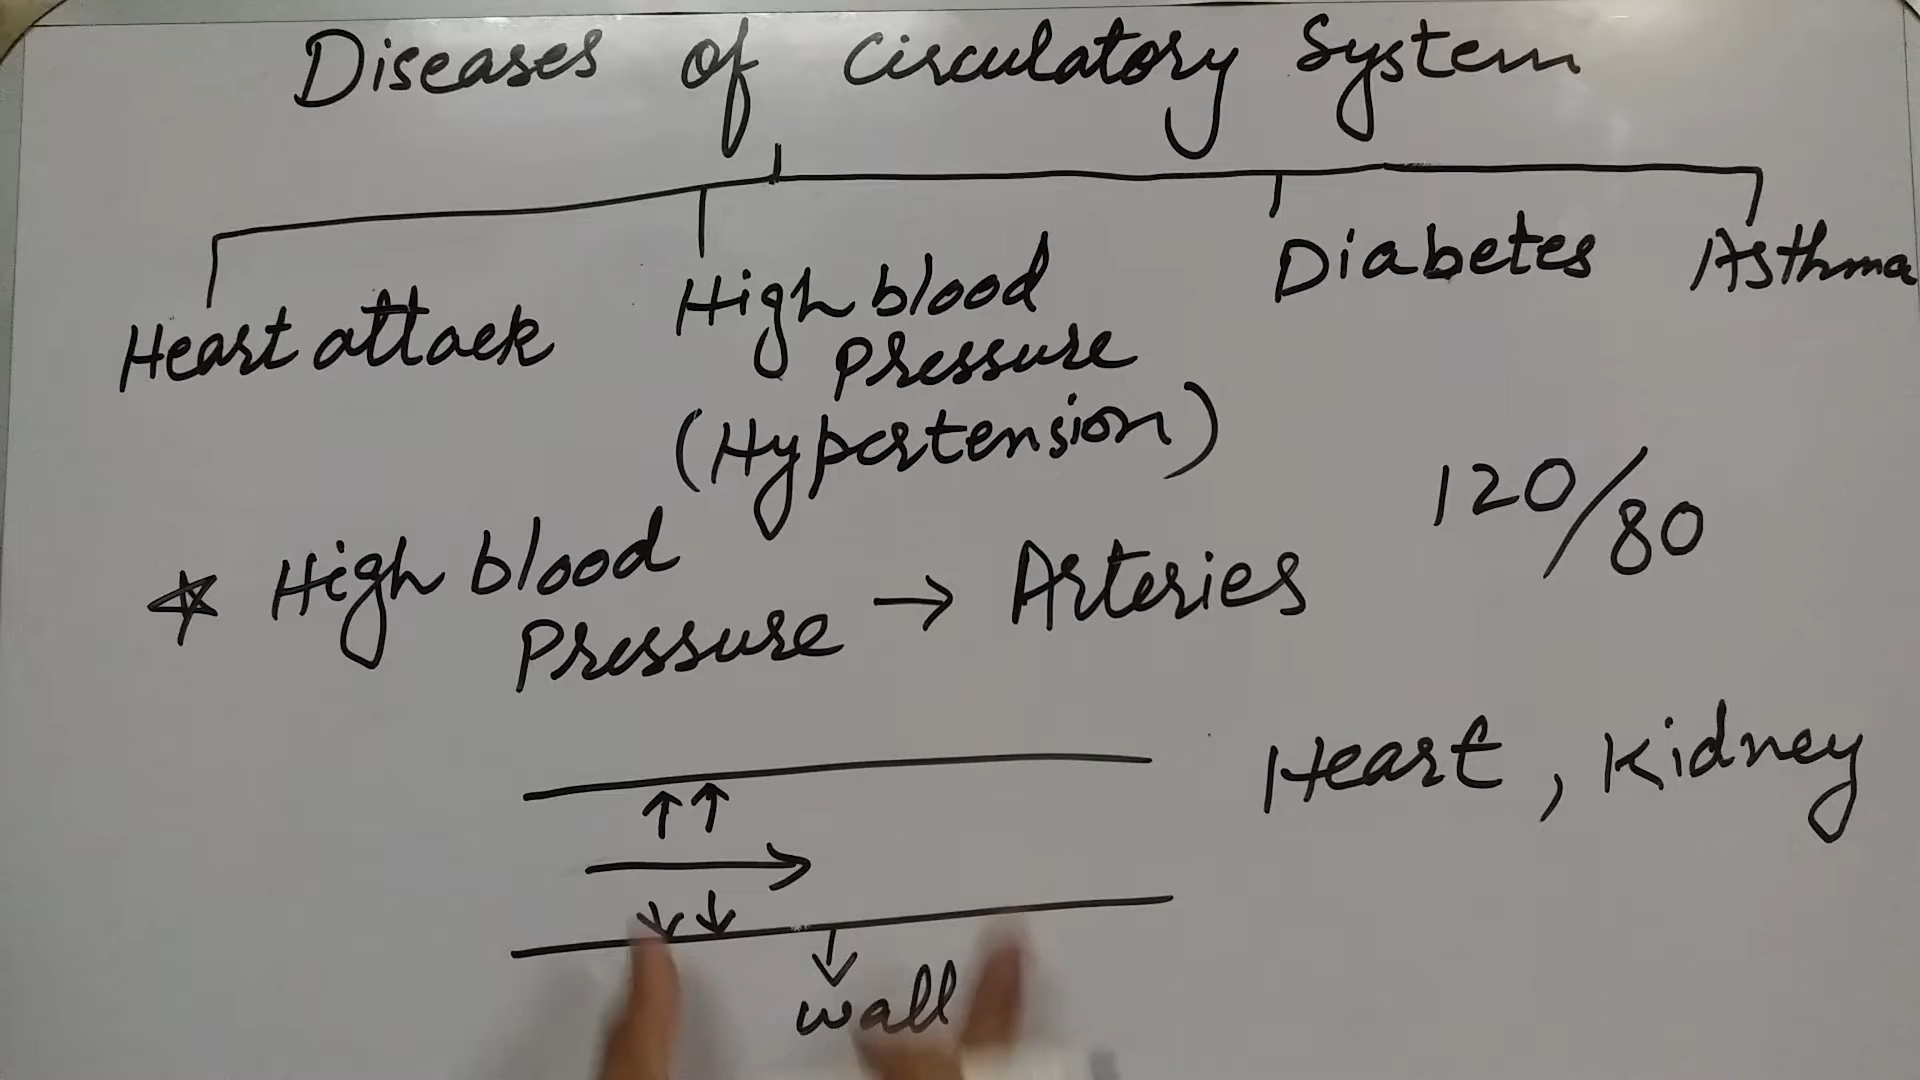 Diseases of Circulatory System
Heart attack
High blood
pressure
(Hypertension)
Diabetes
Asthma
120/80
☆ High blood
Pressure → Arteries
Heart, Kidney
wall